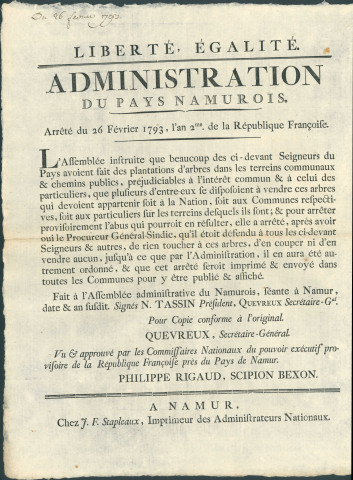 Du 26 février 1793.
LIBERTÉ, ÉGALITÉ.
ADMINISTRATION
DU PAYS NAMUROIS.
Arrêté du 26 Février 1793, l'an 2me. de la République Françoise.
L'Assemblée instruite que beaucoup des ci-devant Seigneurs du
Pays avoient fait des plantations d'arbres dans les terreins communaux
& chemins publics, préjudiciables à l'intérêt commun & à celui des
particuliers, que plusieurs d'entre-eux se disposoient à vendre ces arbres
qui devoient appartenir soit à la Nation, soit aux Communes respecti-
ves, soit aux particuliers sur les terreins desquels ils sont; & pour arrêter
provisoirement l'abus qui pourroit en résulter, elle a arrêté, après avoir
oui le Procureur Général-Sindic, qu'il étoit défendu à tous les ci-devant
Seigneurs & autres, de rien toucher à ces arbres, d'en couper ni d'en
vendre aucun, jusqu'à ce que par l'Administration, il en aura été au-
trement ordonné, & que cet arrêté seroit imprimé & envoyé dans
toutes les Communes pour y être publié & affiché.
Fait à l'Assemblée administrative du Namurois, séante à Namur,
date & an susdit. Signés N. TASSIN Président, QUEVREUX Secrétaire-Gal.
Pour Copie conforme à l'original.
QUEVREUX, Secrétaire-Général.
Vu & approuvé par les Commissaires Nationaux du pouvoir exécutif pro-
visoire de la République Françoise près du Pays de Namur.
PHILIPPE RIGAUD, SCIPION BEXON.
A NAMUR,
Chez J. F. Stapleaux, Imprimeur des Administrateurs Nationaux.